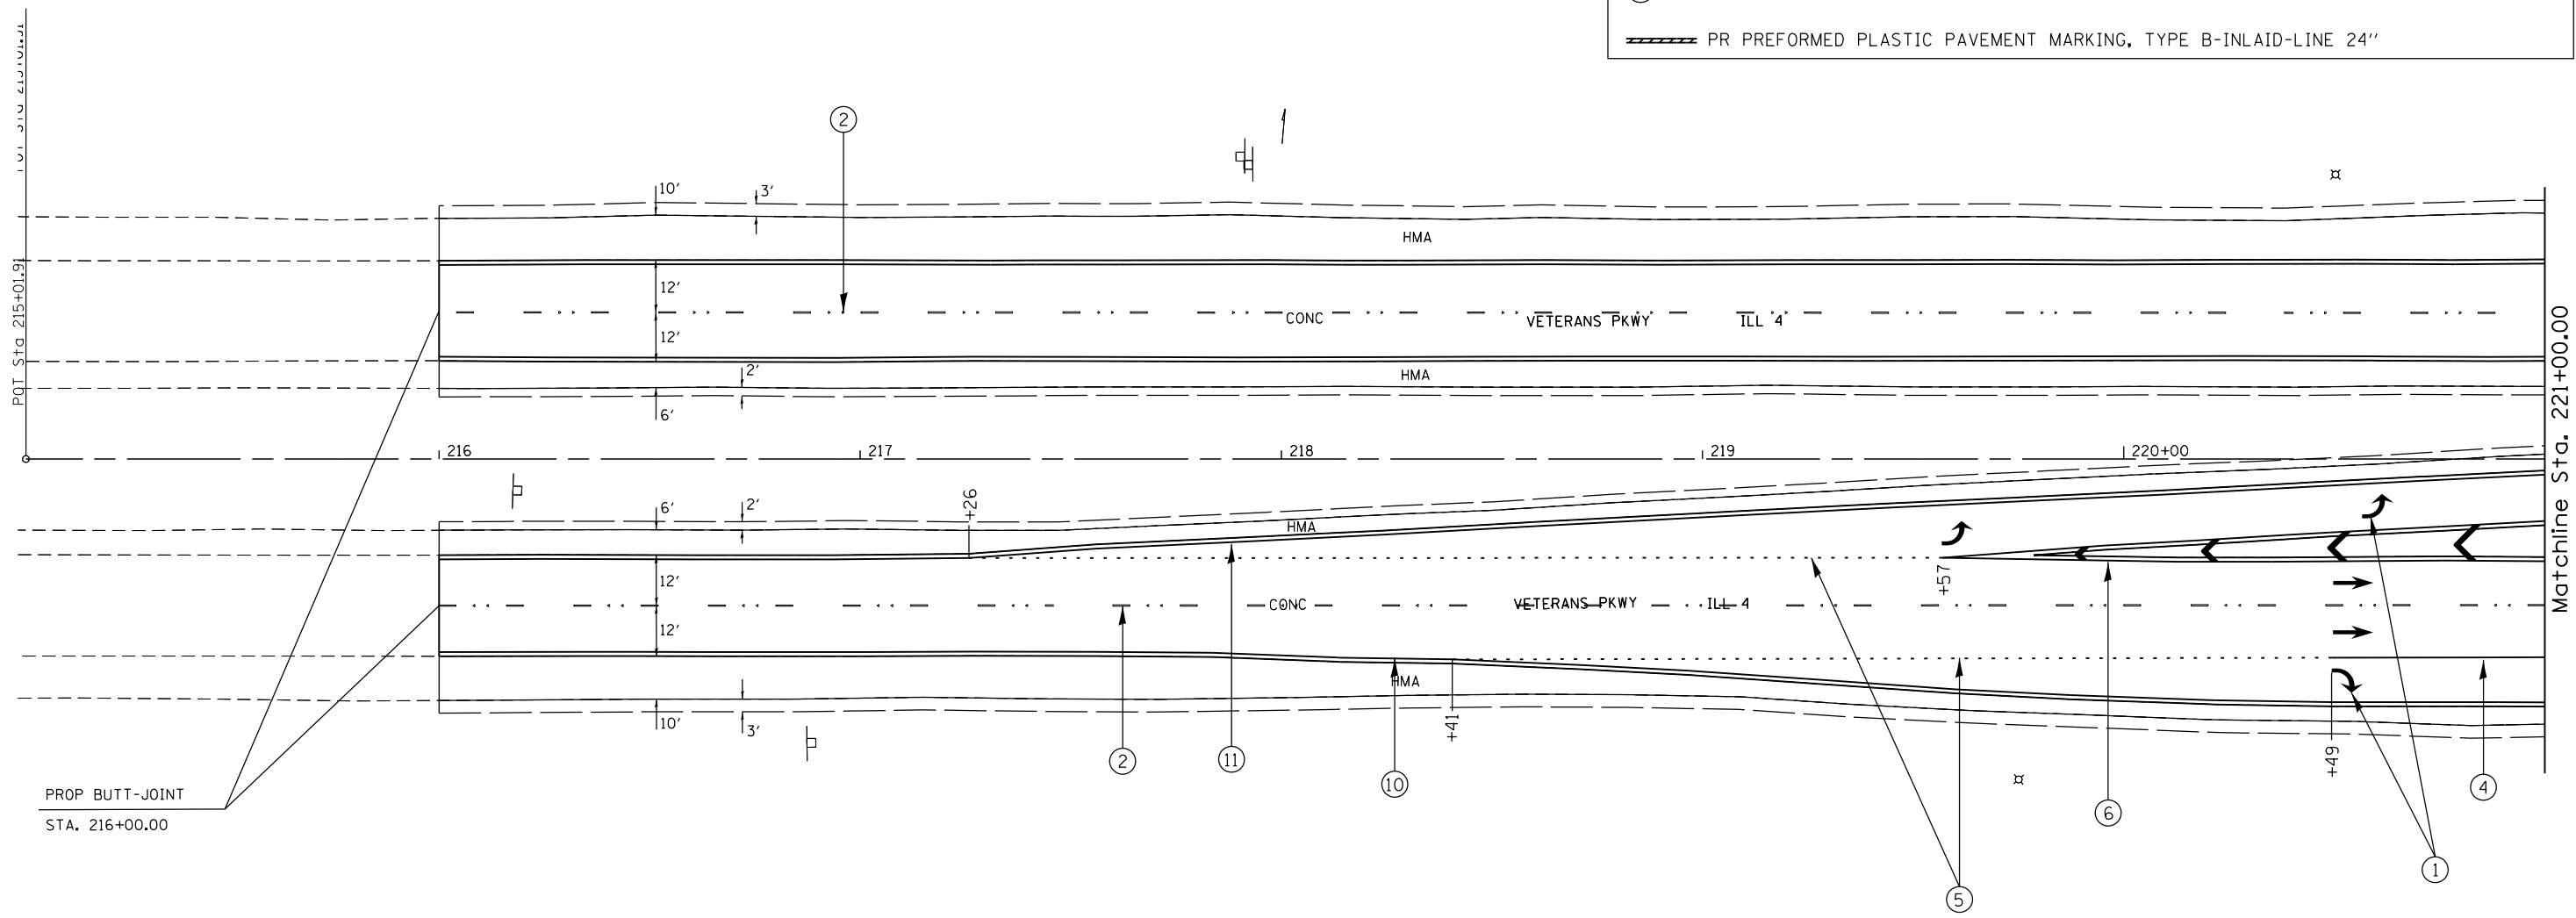 PR PREFORMED PLASTIC PAVEMENT MARKING, TYPE B-INLAID-LINE 24''
2
10' 3'
HMA
12'
CONC VETERANS PKWY ILL 4
12'
2' HMA
6'
POT Sta 215+01.91
216 217 218 219 220+00
Matchline Sta. 221+00.00
6' 2' +26 HMA
12' +57
CONC VETERANS PKWY ILL 4
12'
HMA
10' 3' +41 +49
2 11 10 6 4
PROP BUTT-JOINT
STA. 216+00.00
5 1